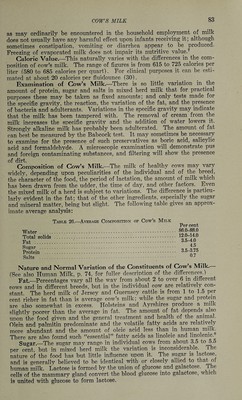 COW'S MILK 83
as may ordinarily be encountered in the household employment of milk
does not usually have any harmful effect upon infants receiving it; although
sometimes constipation, vomiting or diarrhea appear to be produced.
Freezing of evaporated milk does not impair its nutritive value.
Caloric Value.—This naturally varies with the differences in the com-
position of cow's milk. The range of figures is from 615 to 725 calories per
liter (580 to 685 calories per quart). For clinical purposes it can be esti-
mated at about 20 calories per fluidounce (30).
Examination of Cow's Milk.—There is so little variation in the
amount of protein, sugar and salts in mixed herd milk that for practical
purposes these may be taken as fixed amounts; and only tests made for
the specific gravity, the reaction, the variation of the fat, and the presence
of bacteria and adulterants. Variations in the specific gravity may indicate
that the milk has been tampered with. The removal of cream from the
milk increases the specific gravity and the addition of water lowers it.
Strongly alkaline milk has probably been adulterated. The amount of fat
can best be measured by the Babcock test. It may sometimes be necessary
to examine for the presence of such preservatives as boric acid, salicylic
acid and formaldehyde. A microscopic examination will demonstrate pus
and foreign contaminating substances, and filtering will show the presence
of dirt.
Composition of Cow's Milk.—The milk of healthy cows may vary
widely, depending upon peculiarities of the individual and of the breed,
the character of the food, the period of lactation, the amount of milk which
has been drawn from the udder, the time of day, and other factors. Even
the mixed milk of a herd is subject to variations. The difference is particu-
larly evident in the fat; that of the other ingredients, especially the sugar
and mineral matter, being but slight. The following table gives an approx-
imate average analysis:
Table 20.—Average Composition of Cow's Milk
Per cent
Water
Total solids
Fat 3.5-4.0
Sugar 4.5
Protein
Salts 0.7
Nature and Normal Variation of the Constituents of Cow's Milk.—
(See also Human Milk, p. 74, for fuller description of the differences.)
Fat.—Percentages vary all the way from about 2 to over 6 in different
cows and in different breeds, but in the individual cow are relatively con-
stant. The herd milk of Jersey and Guernsey cattle is from 1 to 1.5 per
cent richer in fat than is average cow's milk; while the sugar and protein
are also somewhat in excess. Holsteins and Ayrshires produce a milk
slightly poorer than the average in fat. The amount of fat depends also
upon the food given and the general treatment and health of the animal.
Olein and palmitin predominate and the volatile fatty acids are relatively
more abundant and the amount of oleic acid less than in human milk.
There are also found such "essential" fatty acids as linoleic and linolenic.
Sugar.—The sugar may range in individual cows from about 3.5 to 5.5
per cent, but in mixed herd milk the variation is inconsiderable. The
nature of the food has but little influence upon it. The sugar is lactose,
and is generally believed to be identical with or closely allied to that of
human milk. Lactose is formed by the union of glucose and galactose. The
cells of the mammary gland convert the blood glucose into galactose, which
is united with glucose to form lactose.